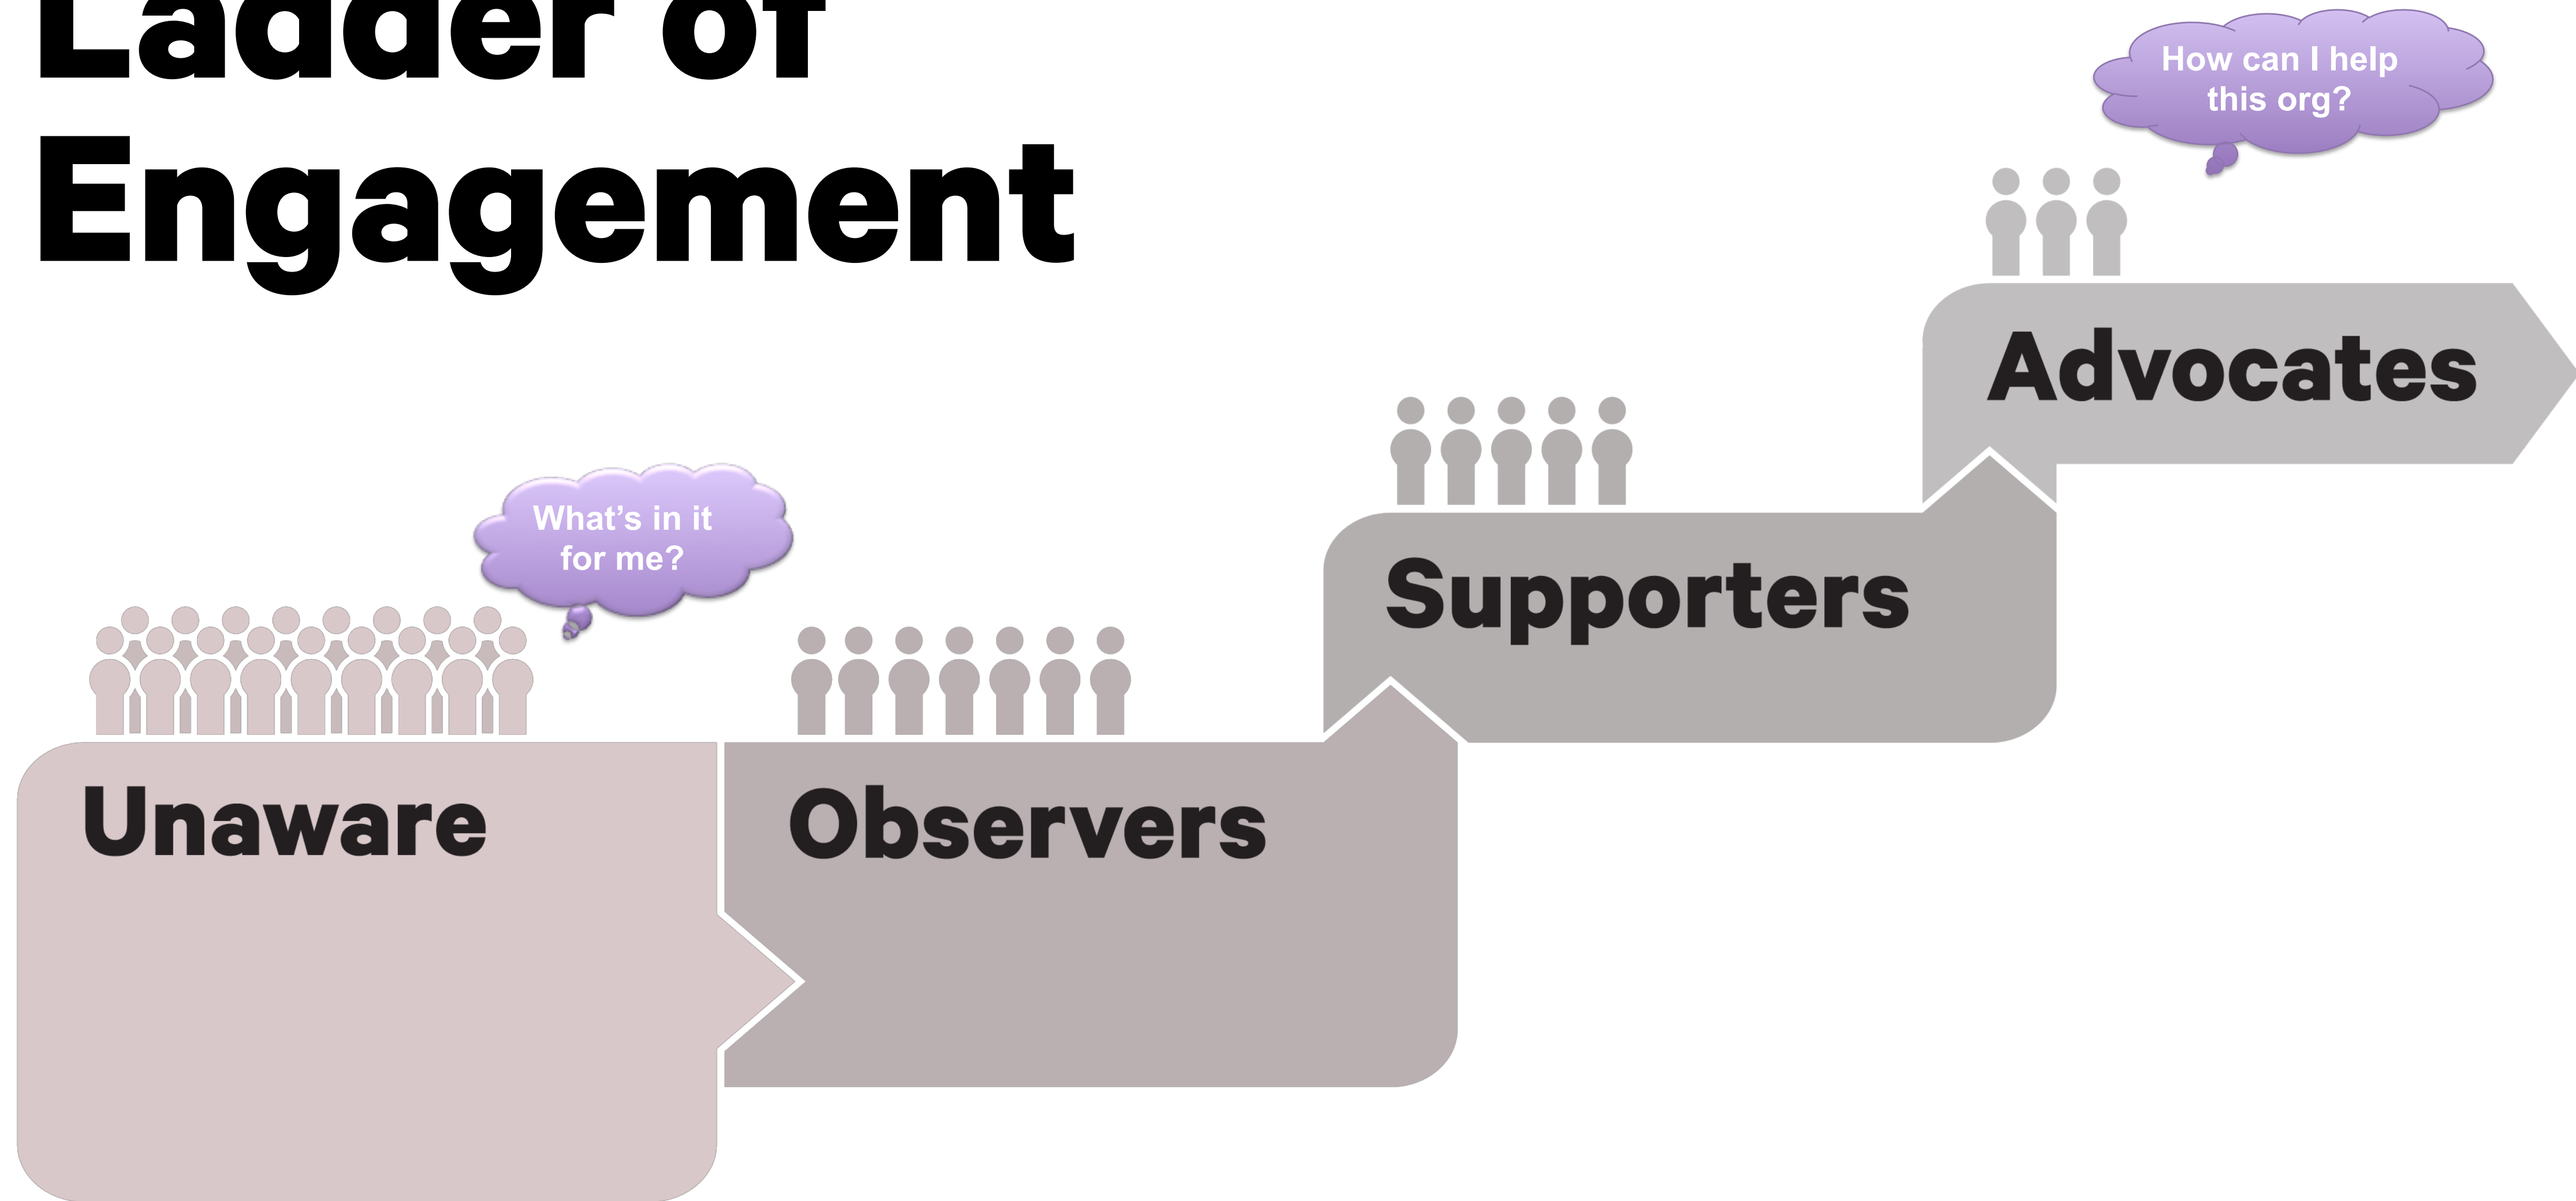 Ladder of
Engagement
How can I help
this org?
Advocates
What’s in it
for me?
Supporters
Unaware
Observers